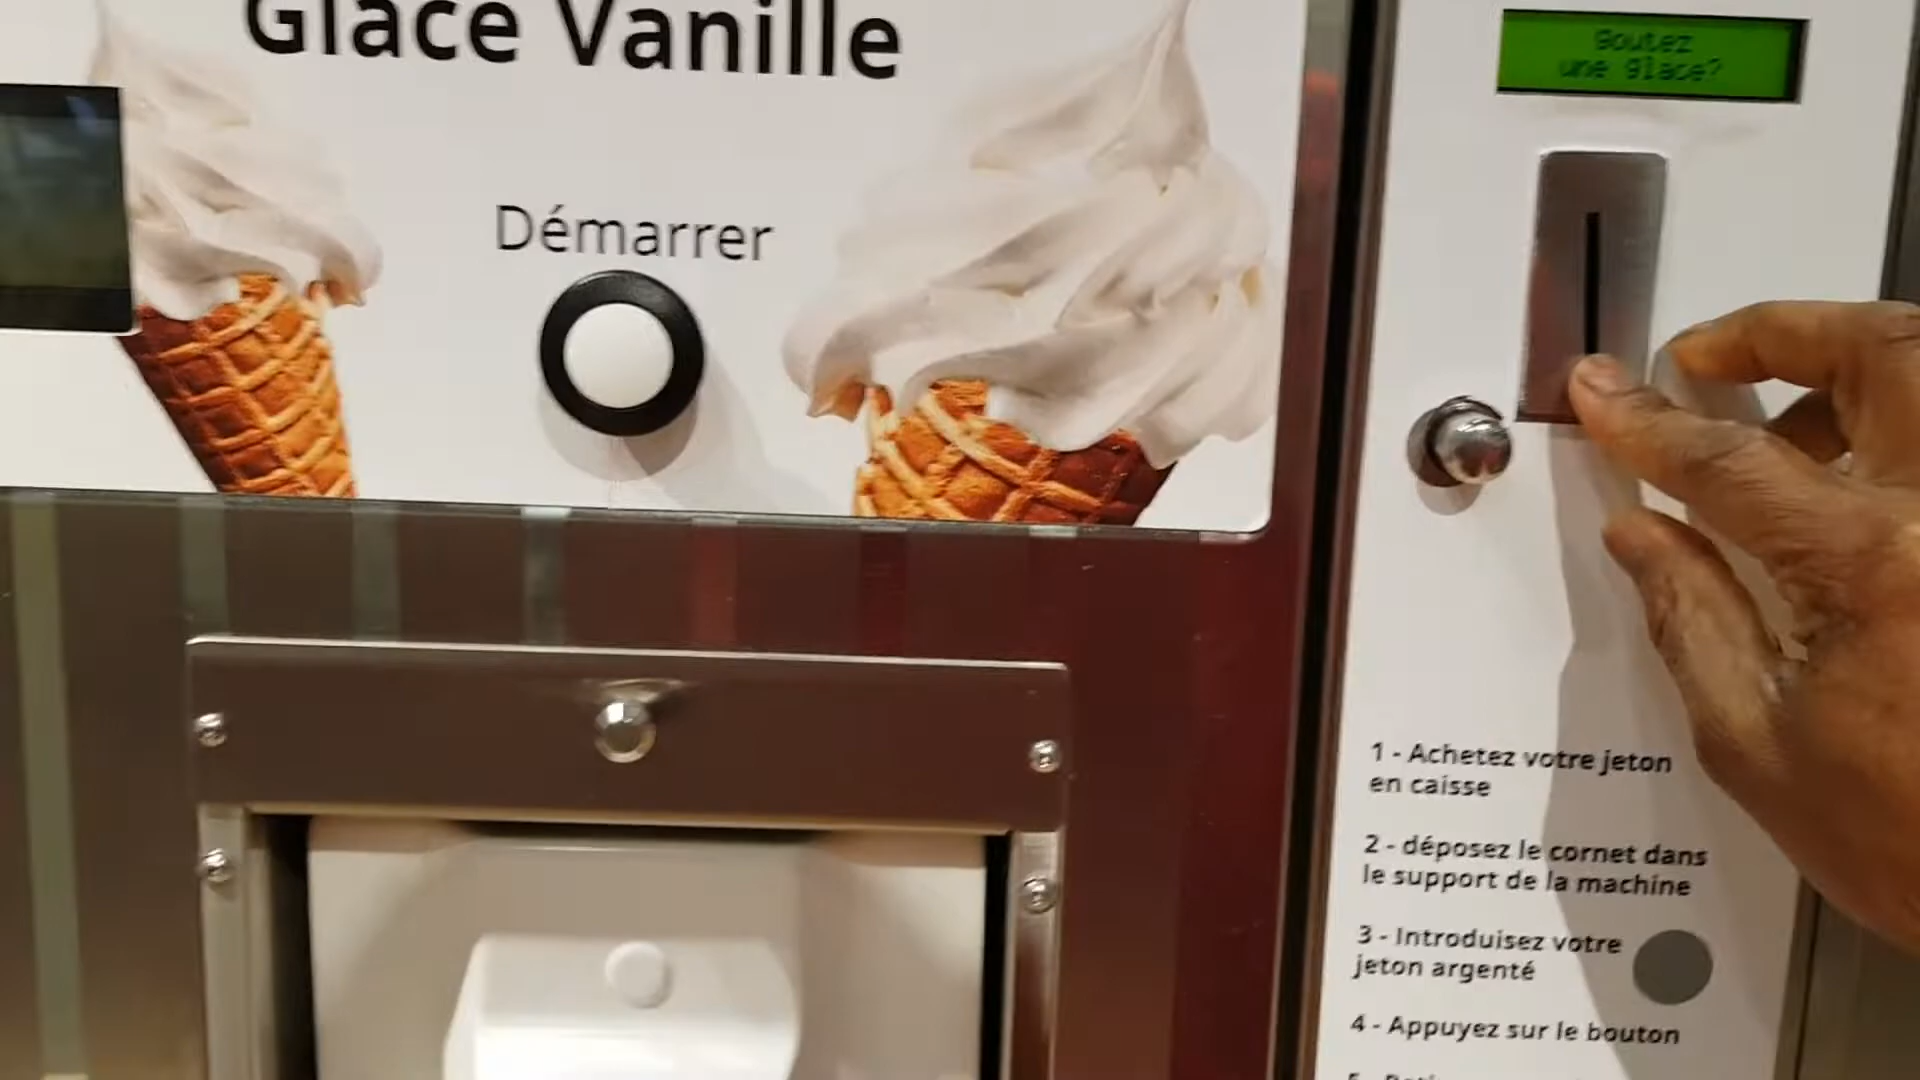 Glace Vanille
Démarrer
Goutez
une glace?
1 - Achetez votre jeton
en caisse
2 - déposez le cornet dans
le support de la machine
3 - Introduisez votre
jeton argenté
4 - Appuyez sur le bouton